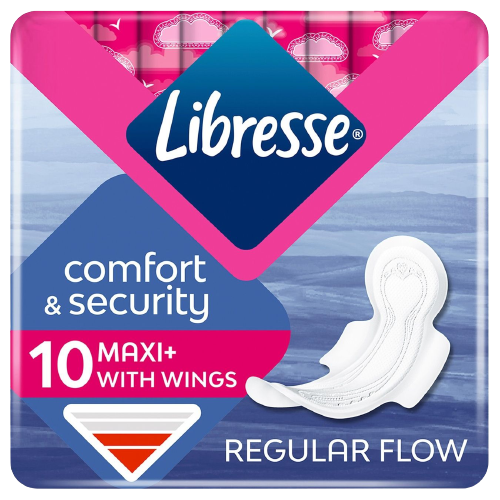 Libresse®
comfort
& security
10 MAXI+
WITH WINGS
REGULAR FLOW